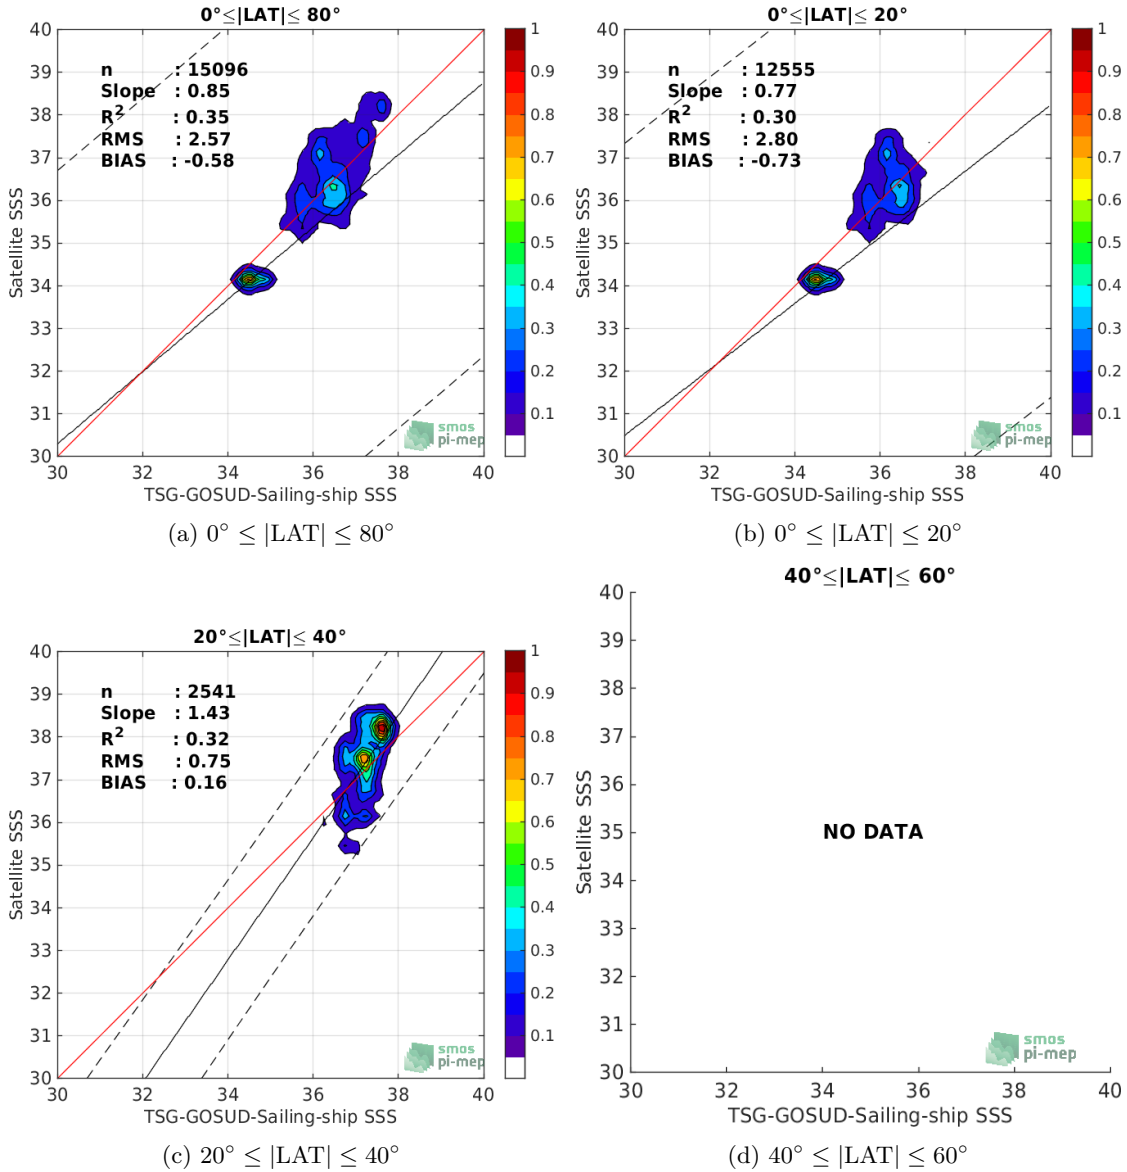 0°≤|LAT|≤ 80°
n : 15096
Slope : 0.85
R2 : 0.35
RMS : 2.57
BIAS : -0.58
40
39
38
37
36
35
34
33
32
31
30
30 32 34 36 38 40
Satellite SSS
TSG-GOSUD-Sailing-ship SSS
smos
pi-mep
1
0.9
0.8
0.7
0.6
0.5
0.4
0.3
0.2
0.1
(a) 0° ≤ |LAT| ≤ 80°
0°≤|LAT|≤ 20°
n : 12555
Slope : 0.77
R2 : 0.30
RMS : 2.80
BIAS : -0.73
40
39
38
37
36
35
34
33
32
31
30
30 32 34 36 38 40
Satellite SSS
TSG-GOSUD-Sailing-ship SSS
smos
pi-mep
1
0.9
0.8
0.7
0.6
0.5
0.4
0.3
0.2
0.1
(b) 0° ≤ |LAT| ≤ 20°
20°≤|LAT|≤ 40°
n : 2541
Slope : 1.43
R2 : 0.32
RMS : 0.75
BIAS : 0.16
40
39
38
37
36
35
34
33
32
31
30
30 32 34 36 38 40
Satellite SSS
TSG-GOSUD-Sailing-ship SSS
smos
pi-mep
1
0.9
0.8
0.7
0.6
0.5
0.4
0.3
0.2
0.1
(c) 20° ≤ |LAT| ≤ 40°
40°≤|LAT|≤ 60°
40
39
38
37
36
35
34
33
32
31
30
30 32 34 36 38 40
Satellite SSS
NO DATA
TSG-GOSUD-Sailing-ship SSS
smos
pi-mep
(d) 40° ≤ |LAT| ≤ 60°